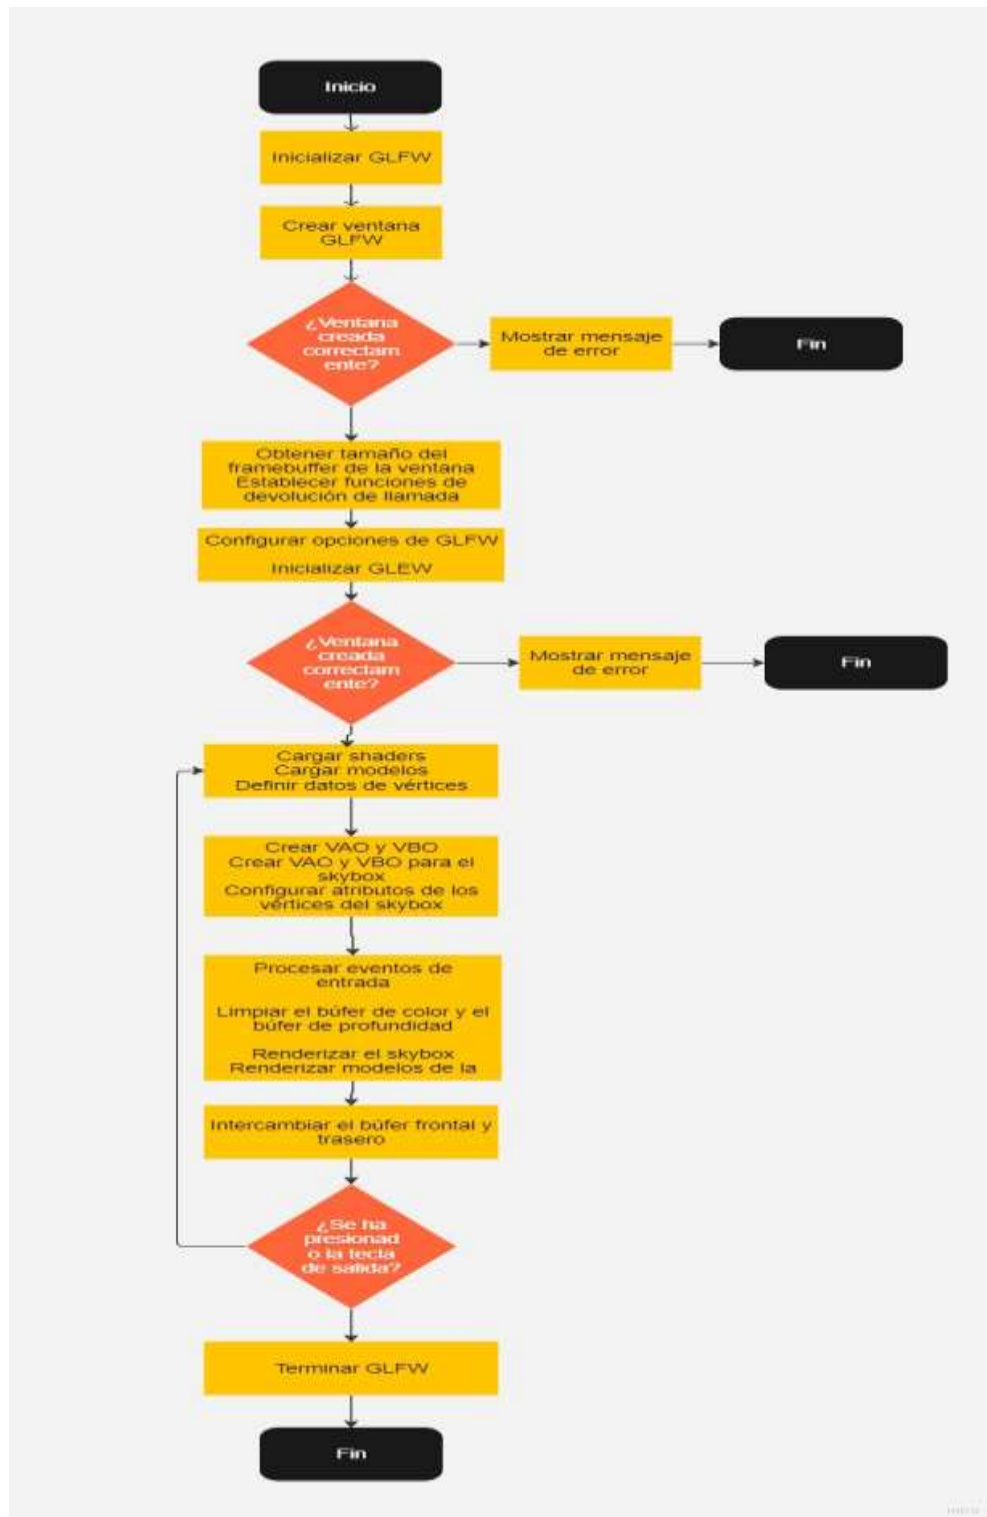 Inicio
Inicializar GLFW
Crear ventana
GLFW
¿Ventana
creada
correctam
ente?
Mostrar mensaje
de error
Fin
Obtener tamaño del
framebuffer de la ventana
Establecer funciones de
devolución de llamada
Configurar opciones de GLFW
Inicializar GLEW
¿Ventana
creada
correctam
ente?
Mostrar mensaje
de error
Fin
Cargar shaders
Cargar modelos
Definir datos de vértices
Crear VAO y VBO
Crear VAO y VBO para el
skybox
Configurar atributos de los
vértices del skybox
Procesar eventos de
entrada
Limpiar el búfer de color y el
búfer de profundidad
Renderizar el skybox
Renderizar modelos de la
Intercambiar el búfer frontal y
trasero
¿Se ha
presionad
o la tecla
de salida?
Terminar GLFW
Fin